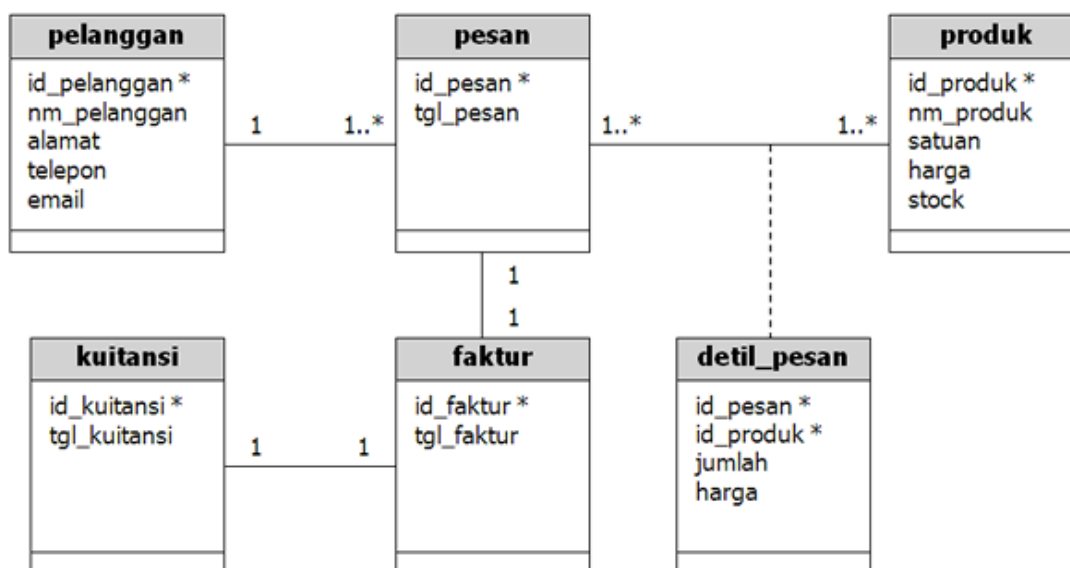 pelanggan
id_pelanggan *
nm_pelanggan
alamat
telepon
email
1
1..*
pesan
id_pesan *
tgl_pesan
1..*
1..*
produk
id_produk *
nm_produk
satuan
harga
stock
1
1
kuitansi
id_kuitansi *
tgl_kuitansi
1
1
faktur
id_faktur *
tgl_faktur
detil_pesan
id_pesan *
id_produk *
jumlah
harga